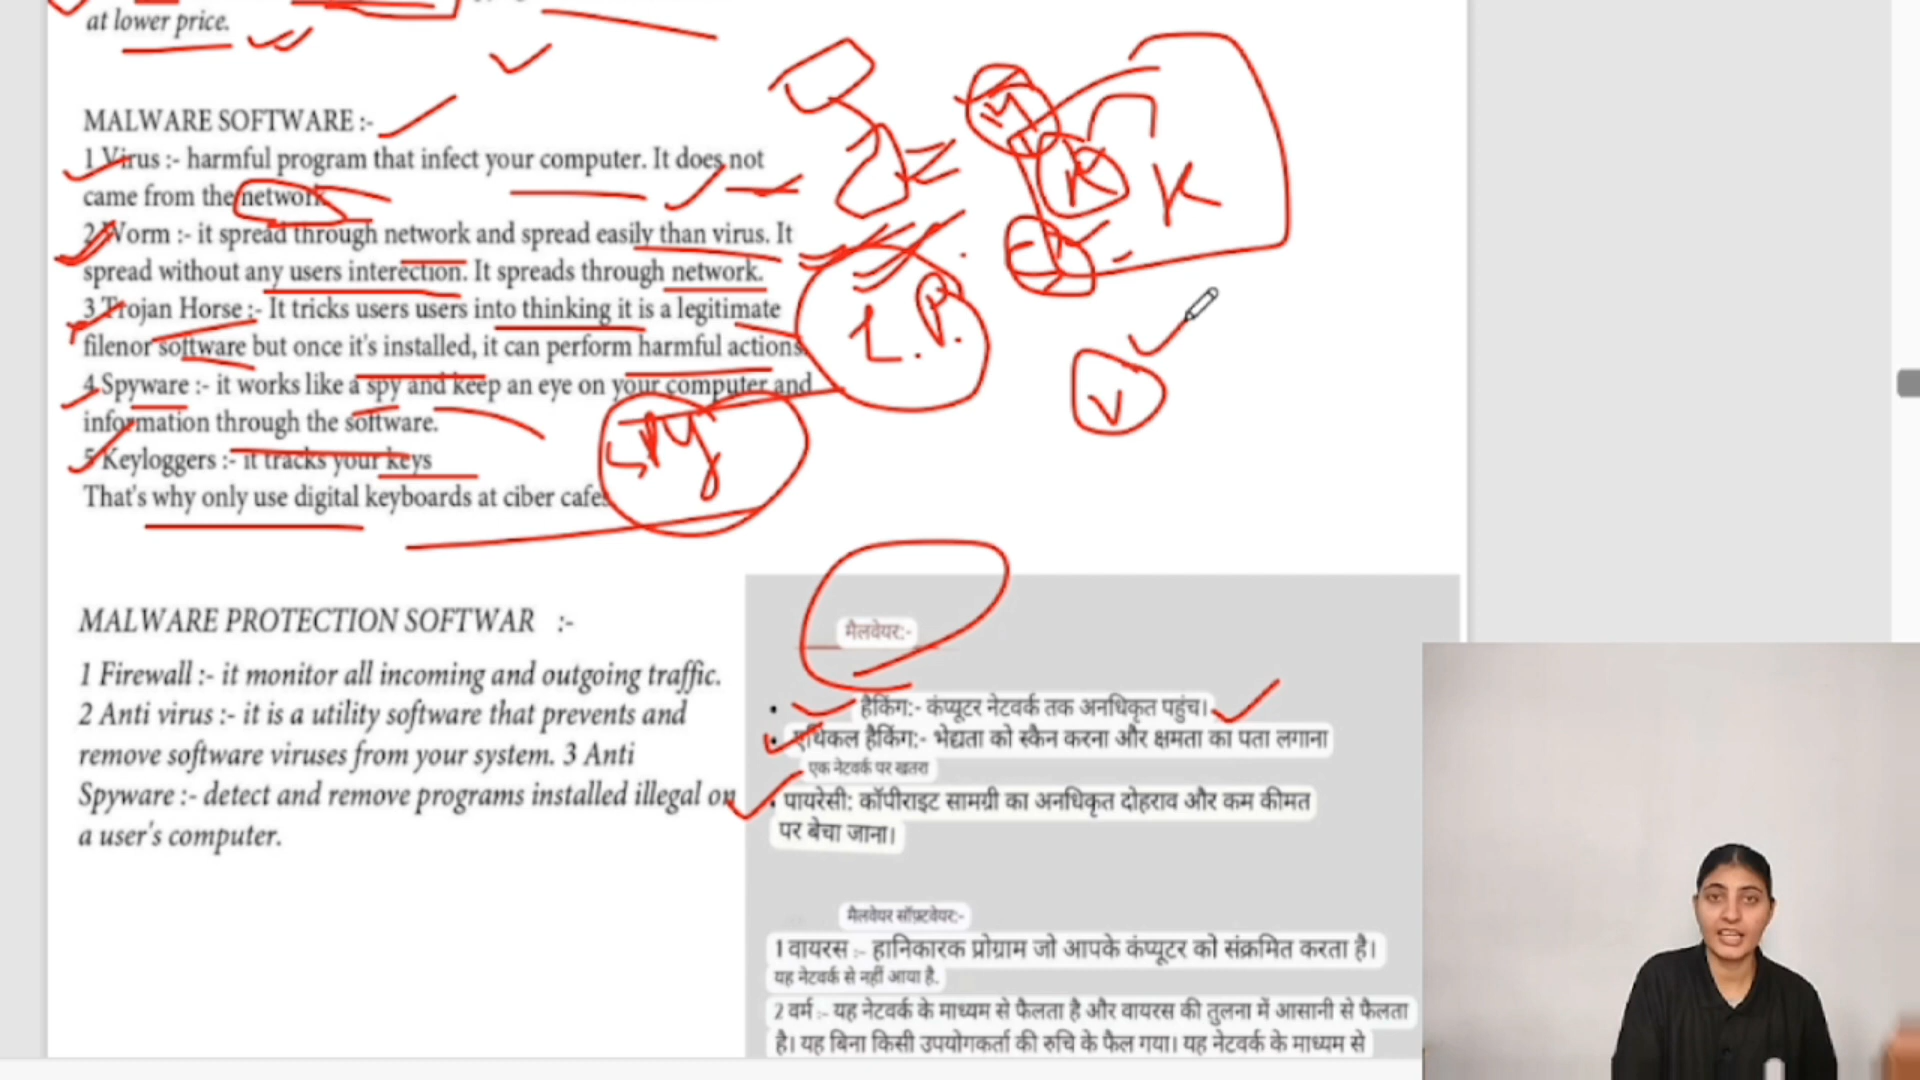 at lower price.
MALWARE SOFTWARE :-
1 Virus :- harmful program that infect your computer. It does not
came from the network.
2 Worm :- it spread through network and spread easily than virus. It
spread without any users interection. It spreads through network.
3 Trojan Horse :- It tricks users users into thinking it is a legitimate
filenor software but once it's installed, it can perform harmful actions.
4 Spyware :- it works like a spy and keep an eye on your computer and
information through the software.
5 Keyloggers :- it tracks your keys
That's why only use digital keyboards at ciber cafes
K
R
K
I.P.
V
spy
MALWARE PROTECTION SOFTWAR :-
1 Firewall :- it monitor all incoming and outgoing traffic.
2 Anti virus :- it is a utility software that prevents and
remove software viruses from your system. 3 Anti
Spyware :- detect and remove programs installed illegal on
a user's computer.
मैलवेयर:-
• हैकिंग:- कंप्यूटर नेटवर्क तक अनधिकृत पहुंच।
• एथिकल हैकिंग:- भेद्यता को स्कैन करना और क्षमता का पता लगाना
एक नेटवर्क पर खतरा
• पायरेसी: कॉपीराइट सामग्री का अनधिकृत दोहराव और कम कीमत
पर बेचा जाना।
मैलवेयर सॉफ़्टवेयर:-
1 वायरस :- हानिकारक प्रोग्राम जो आपके कंप्यूटर को संक्रमित करता है।
यह नेटवर्क से नहीं आया है.
2 वर्म :- यह नेटवर्क के माध्यम से फैलता है और वायरस की तुलना में आसानी से फैलता
है। यह बिना किसी उपयोगकर्ता की रुचि के फैल गया। यह नेटवर्क के माध्यम से